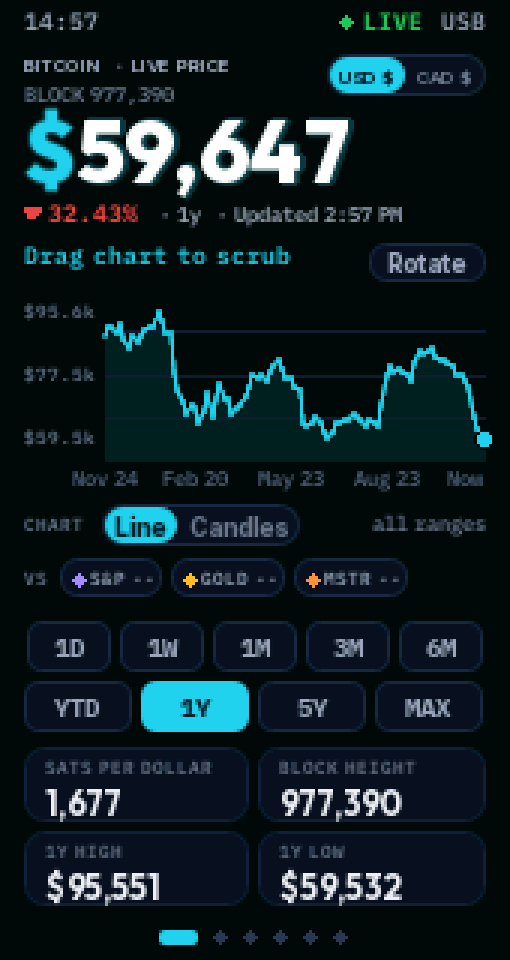 14:57 LIVE USB
BITCOIN · LIVE PRICE
USD $ CAD $
BLOCK 977,390
$59,647
32.43% · 1y · Updated 2:57 PM
Drag chart to scrub
Rotate
$95.6k
$77.5k
$59.5k
Nov 24 Feb 20 May 23 Aug 23 Now
CHART Line Candles all ranges
VS S&P -- GOLD -- MSTR --
1D 1W 1M 3M 6M
YTD 1Y 5Y MAX
SATS PER DOLLAR BLOCK HEIGHT
1,677 977,390
1Y HIGH 1Y LOW
$95,551 $59,532